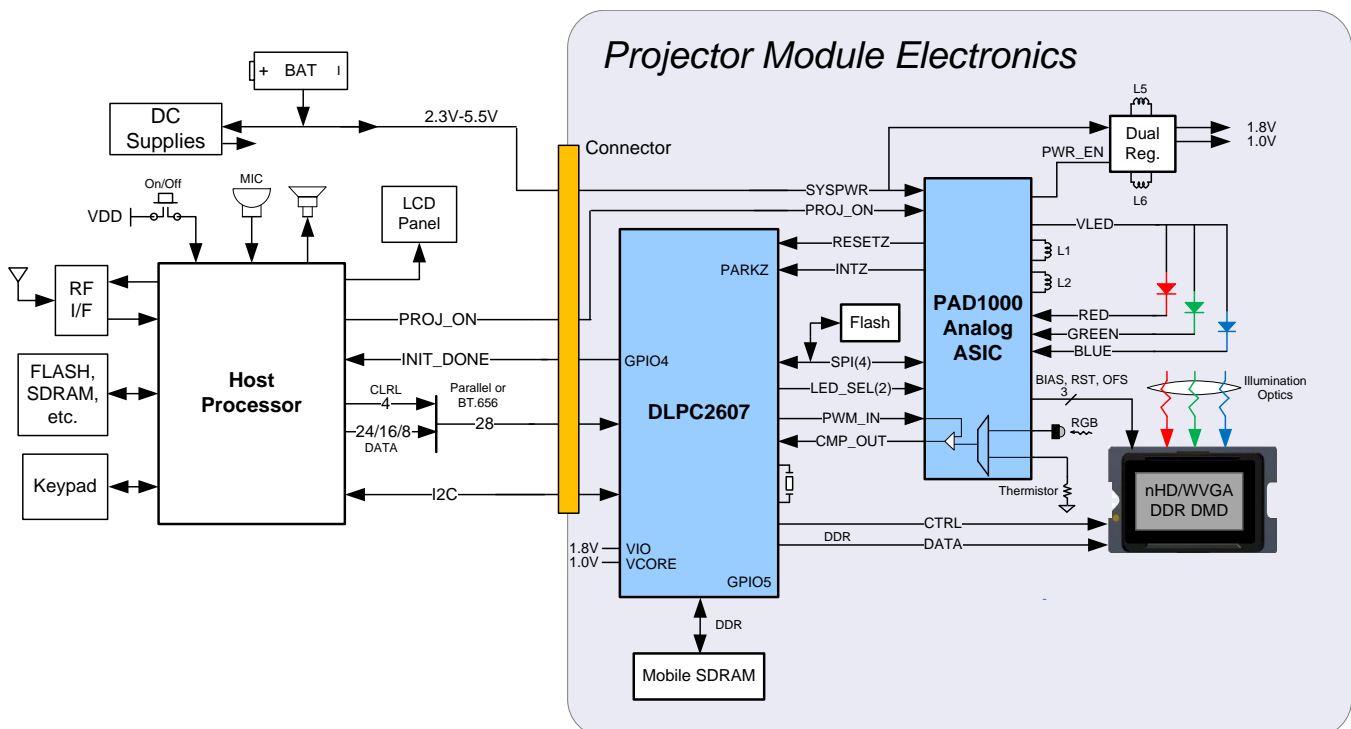 Projector Module Electronics
+ BAT I
DC
Supplies
2.3V-5.5V
Connector
On/Off
VDD
MIC
LCD
Panel
RF
I/F
FLASH,
SDRAM,
etc.
Keypad
Host
Processor
PROJ_ON
INIT_DONE
CLRL
4
24/16/8
DATA
Parallel or
BT.656
28
I2C
SYSPWR
PROJ_ON
RESETZ
PARKZ
INTZ
GPIO4
DLPC2607
1.8V
VIO
1.0V
VCORE
GPIO5
DDR
Mobile SDRAM
Flash
SPI(4)
LED_SEL(2)
PWM_IN
CMP_OUT
CTRL
DDR
DATA
PAD1000
Analog
ASIC
PWR_EN
L5
Dual
Reg.
L6
1.8V
1.0V
VLED
L1
L2
RED
GREEN
BLUE
BIAS, RST, OFS
3
Illumination
Optics
RGB
Thermistor
nHD/WVGA
DDR DMD